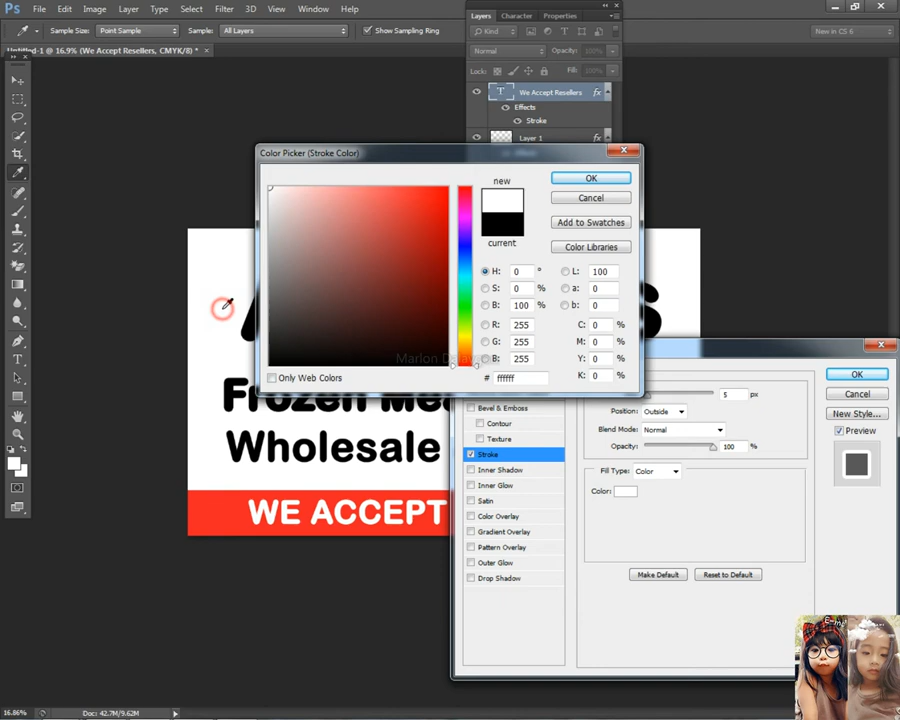 Ps File Edit Image Layer Type Select Filter 3D View Window Help
Sample Size: Point Sample Sample: All Layers Show Sampling Ring New in CS 6
Untitled-1 @ 16.9% (We Accept Resellers, CMYK/8) * ×
Layers Character Properties
Kind
Normal Opacity: 100%
Lock: Fill: 100%
T We Accept Resellers fx
Effects
Stroke
Layer 1 fx
Color Picker (Stroke Color)
new
current
OK
Cancel
Add to Swatches
Color Libraries
H: 0 °
S: 0 %
B: 100 %
R: 255
G: 255
B: 255
# ffffff
L: 100
a: 0
b: 0
C: 0 %
M: 0 %
Y: 0 %
K: 0 %
Only Web Colors
Frozen
Wholesale
WE ACCEPT
5 px
Position: Outside
Blend Mode: Normal
Opacity: 100 %
Fill Type: Color
Color:
Make Default Reset to Default
Bevel & Emboss
Contour
Texture
Stroke
Inner Shadow
Inner Glow
Satin
Color Overlay
Gradient Overlay
Pattern Overlay
Outer Glow
Drop Shadow
OK
Cancel
New Style...
Preview
16.86% Doc: 42.7M/9.62M